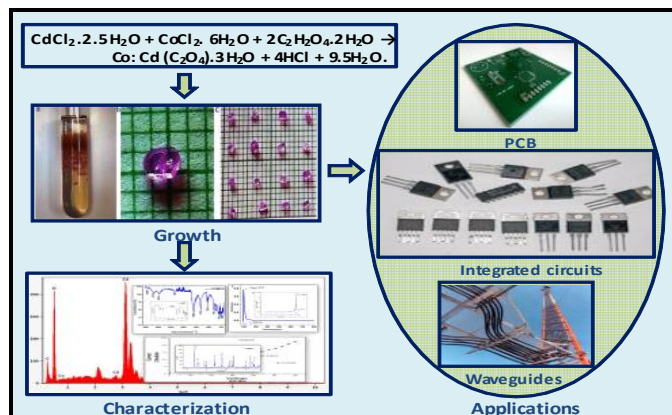 CdCl₂.2.5H₂O + CoCl₂. 6H₂O + 2C₂H₂O₄.2H₂O →
Co: Cd (C₂O₄).3H₂O + 4HCl + 9.5H₂O.
Growth
Characterization
PCB
Integrated circuits
Waveguides
Applications